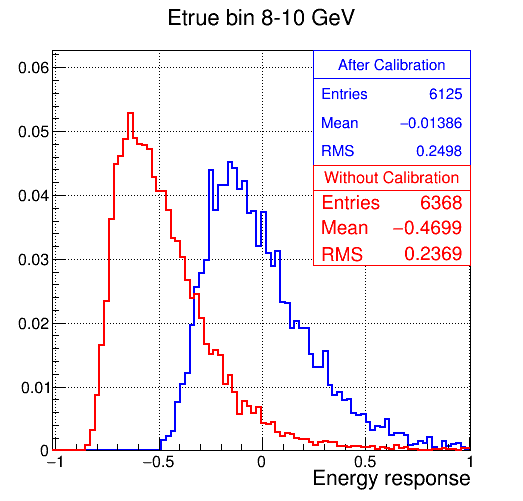 Etrue bin 8-10 GeV
After Calibration
Entries 6125
Mean −0.01386
RMS 0.2498
Without Calibration
Entries 6368
Mean −0.4699
RMS 0.2369
0.06
0.05
0.04
0.03
0.02
0.01
0
−1 −0.5 0 0.5 1
Energy response